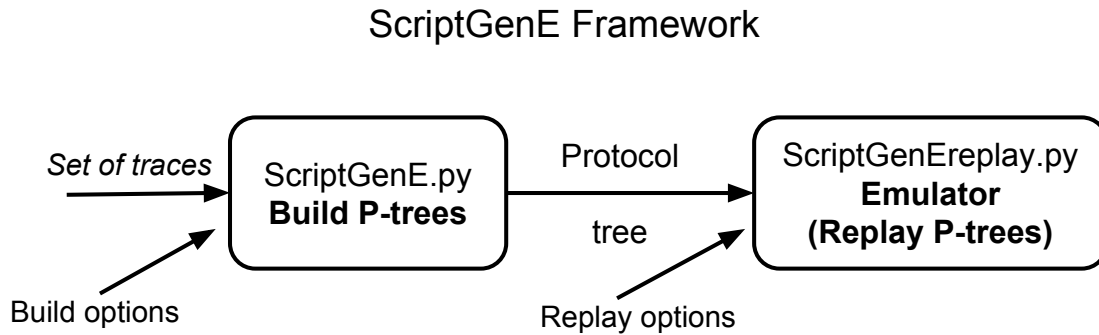 ScriptGenE Framework
Set of traces
ScriptGenE.py
Build P-trees
Build options
Protocol
tree
Replay options
ScriptGenEreplay.py
Emulator
(Replay P-trees)